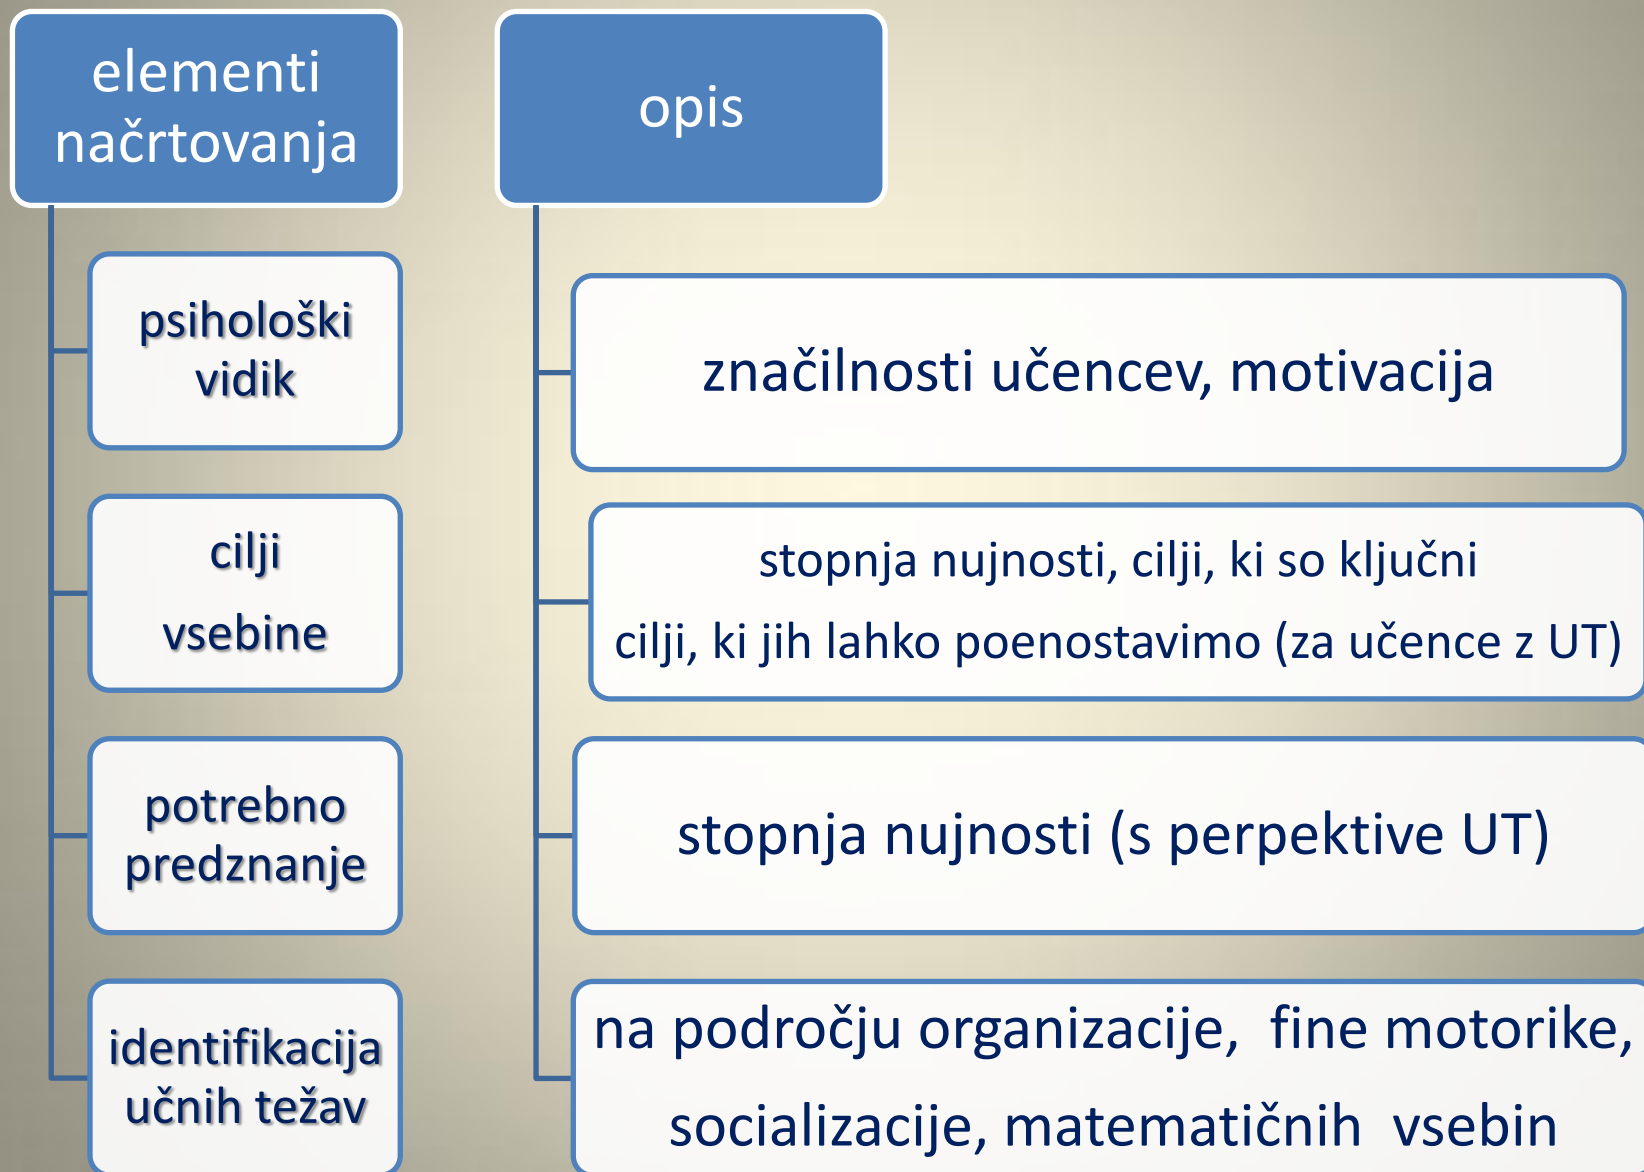 elementi
načrtovanja
opis
psihološki
vidik
značilnosti učencev, motivacija
cilji
vsebine
stopnja nujnosti, cilji, ki so ključni
cilji, ki jih lahko poenostavimo (za učence z UT)
potrebno
predznanje
stopnja nujnosti (s perpektive UT)
identifikacija
učnih težav
na področju organizacije,  fine motorike,
socializacije, matematičnih  vsebin